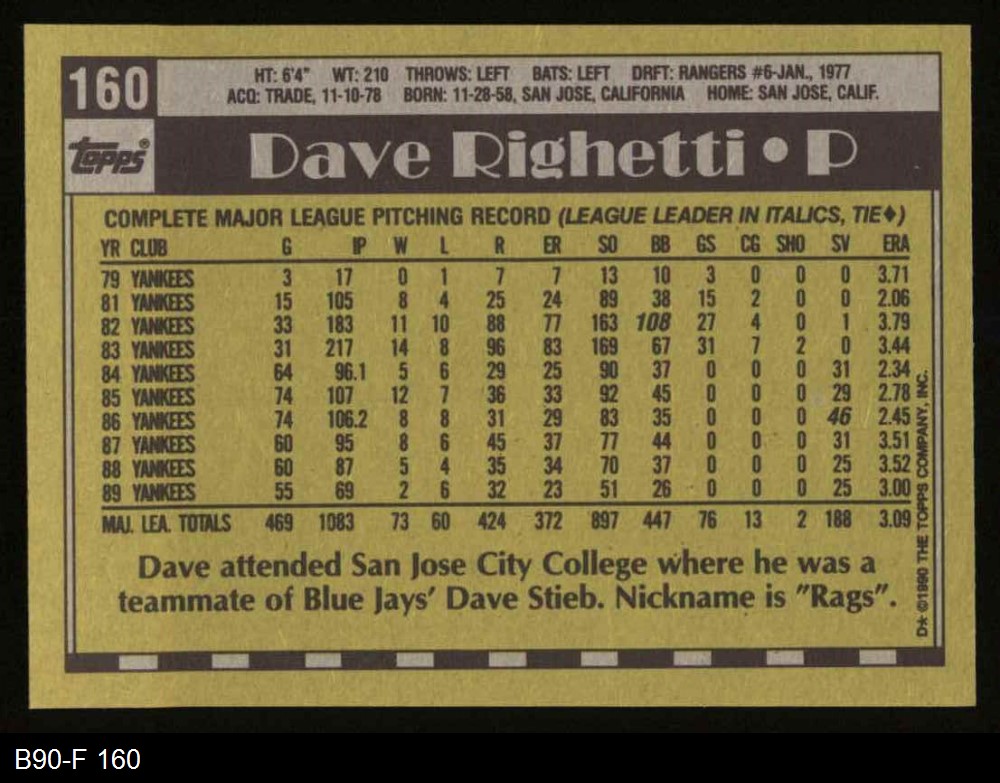 160
HT: 6'4" WT: 210 THROWS: LEFT BATS: LEFT DRFT: RANGERS #6-JAN., 1977
ACQ: TRADE, 11-10-78 BORN: 11-28-58, SAN JOSE, CALIFORNIA HOME: SAN JOSE, CALIF.
topps®
Dave Righetti • P
COMPLETE MAJOR LEAGUE PITCHING RECORD (LEAGUE LEADER IN ITALICS, TIE♦)
YR CLUB G IP W L R ER SO BB GS CG SHO SV ERA
79 YANKEES 3 17 0 1 7 7 13 10 3 0 0 0 3.71
81 YANKEES 15 105 8 4 25 24 89 38 15 2 0 0 2.06
82 YANKEES 33 183 11 10 88 77 163 108 27 4 0 1 3.79
83 YANKEES 31 217 14 8 96 83 169 67 31 7 2 0 3.44
84 YANKEES 64 96.1 5 6 29 25 90 37 0 0 0 31 2.34
85 YANKEES 74 107 12 7 36 33 92 45 0 0 0 29 2.78
86 YANKEES 74 106.2 8 8 31 29 83 35 0 0 0 46 2.45
87 YANKEES 60 95 8 6 45 37 77 44 0 0 0 31 3.51
88 YANKEES 60 87 5 4 35 34 70 37 0 0 0 25 3.52
89 YANKEES 55 69 2 6 32 23 51 26 0 0 0 25 3.00
MAJ. LEA. TOTALS 469 1083 73 60 424 372 897 447 76 13 2 188 3.09
Dave attended San Jose City College where he was a
teammate of Blue Jays' Dave Stieb. Nickname is "Rags".
D* ©1990 THE TOPPS COMPANY, INC.
B90-F 160